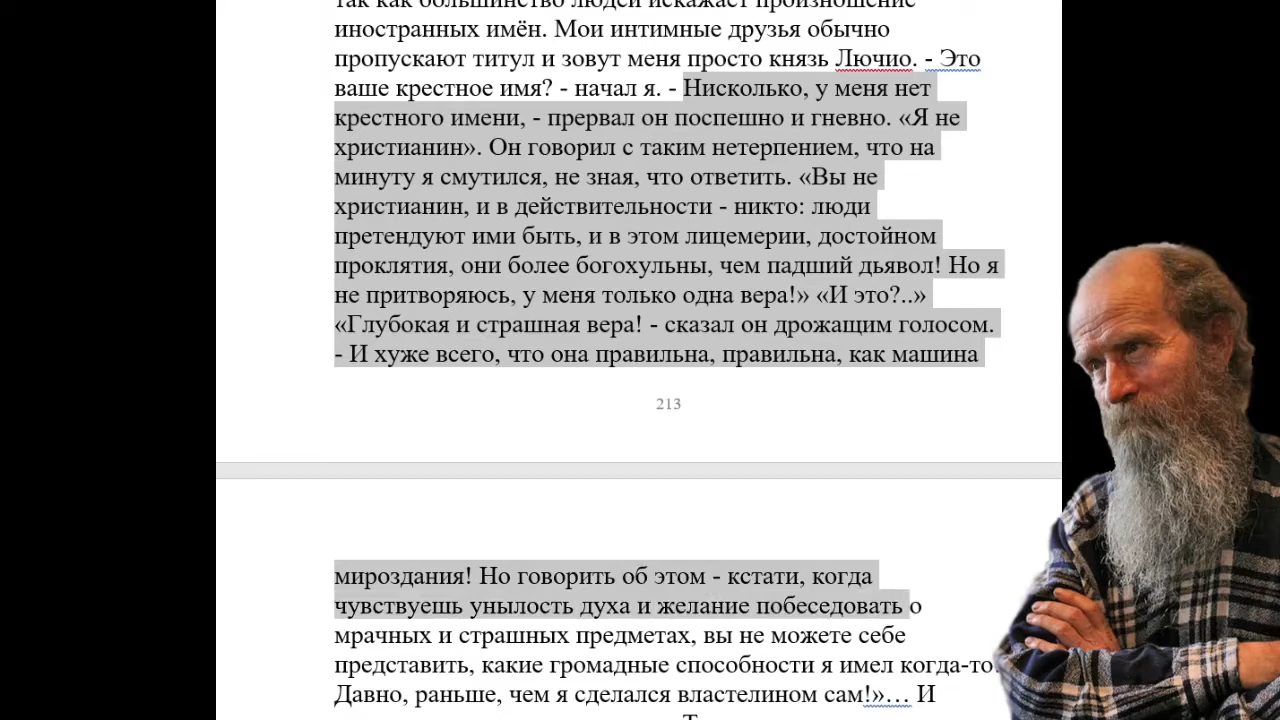 так как большинство людей искажает произношение
иностранных имён. Мои интимные друзья обычно
пропускают титул и зовут меня просто князь Лючио. - Это
ваше крестное имя? - начал я. - Нисколько, у меня нет
крестного имени, - прервал он поспешно и гневно. «Я не
христианин». Он говорил с таким нетерпением, что на
минуту я смутился, не зная, что ответить. «Вы не
христианин, и в действительности - никто: люди
претендуют ими быть, и в этом лицемерии, достойном
проклятия, они более богохульны, чем падший дьявол! Но я
не притворяюсь, у меня только одна вера!» «И это?..»
«Глубокая и страшная вера! - сказал он дрожащим голосом.
- И хуже всего, что она правильна, правильна, как машина
213
мироздания! Но говорить об этом - кстати, когда
чувствуешь унылость духа и желание побеседовать о
мрачных и страшных предметах, вы не можете себе
представить, какие громадные способности я имел когда-то.
Давно, раньше, чем я сделался властелином сам!»… И